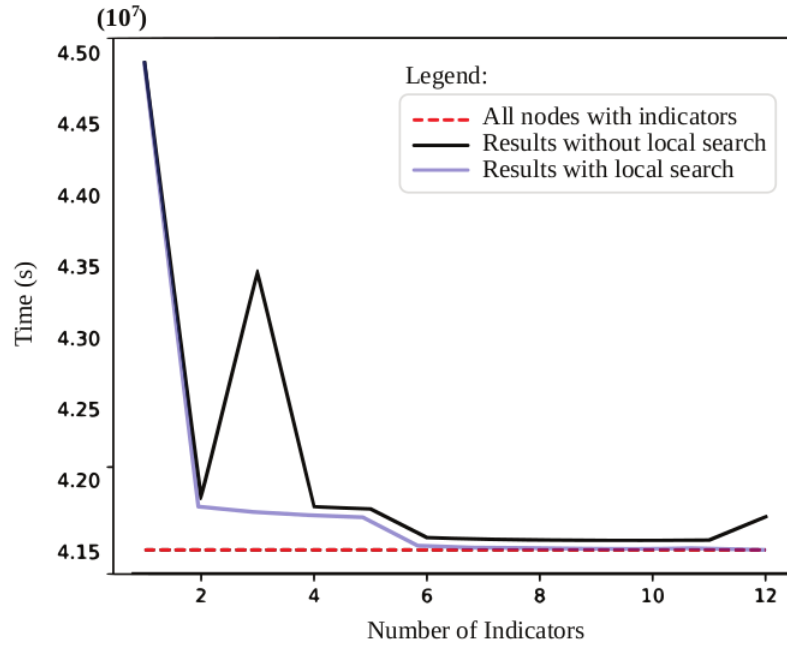 (10⁷)
4.50
4.45
4.40
4.35
4.30
4.25
4.20
4.15
Time (s)
Legend:
All nodes with indicators
Results without local search
Results with local search
2 4 6 8 10 12
Number of Indicators